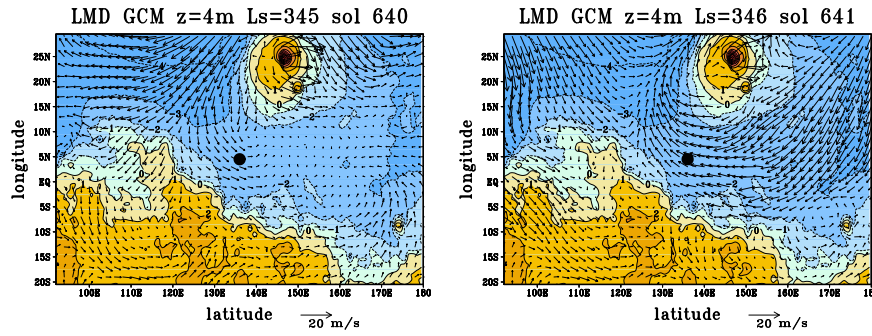 LMD GCM z=4m Ls=345 sol 640
LMD GCM z=4m Ls=346 sol 641
longitude
25N
20N
15N
10N
5N
EQ
5S
10S
15S
20S
100E 110E 120E 130E 140E 150E 160E 170E 180
latitude
20 m/s
longitude
25N
20N
15N
10N
5N
EQ
5S
10S
15S
20S
100E 110E 120E 130E 140E 150E 160E 170E 180
latitude
20 m/s